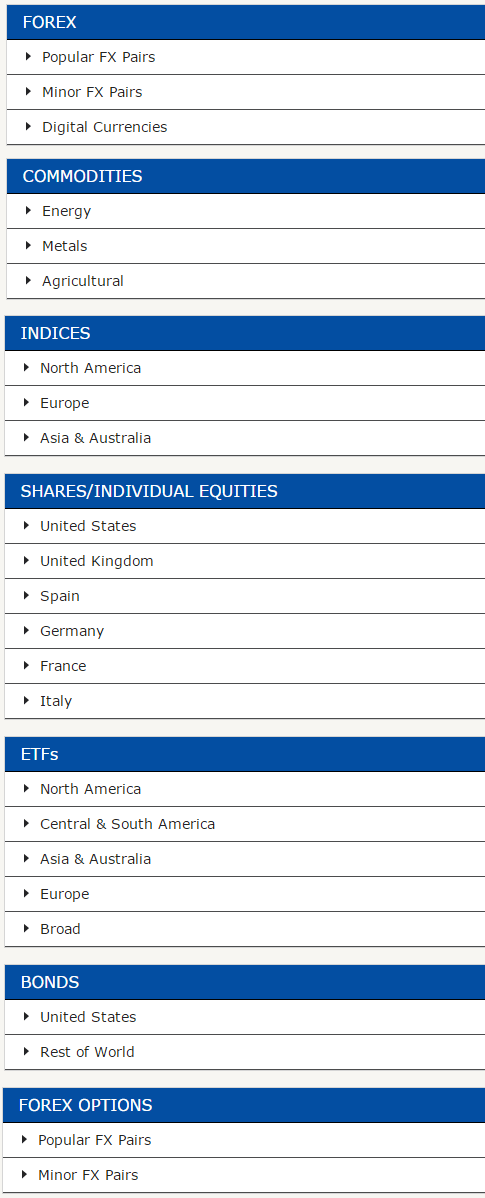 FOREX
Popular FX Pairs
Minor FX Pairs
Digital Currencies
COMMODITIES
Energy
Metals
Agricultural
INDICES
North America
Europe
Asia & Australia
SHARES/INDIVIDUAL EQUITIES
United States
United Kingdom
Spain
Germany
France
Italy
ETFs
North America
Central & South America
Asia & Australia
Europe
Broad
BONDS
United States
Rest of World
FOREX OPTIONS
Popular FX Pairs
Minor FX Pairs